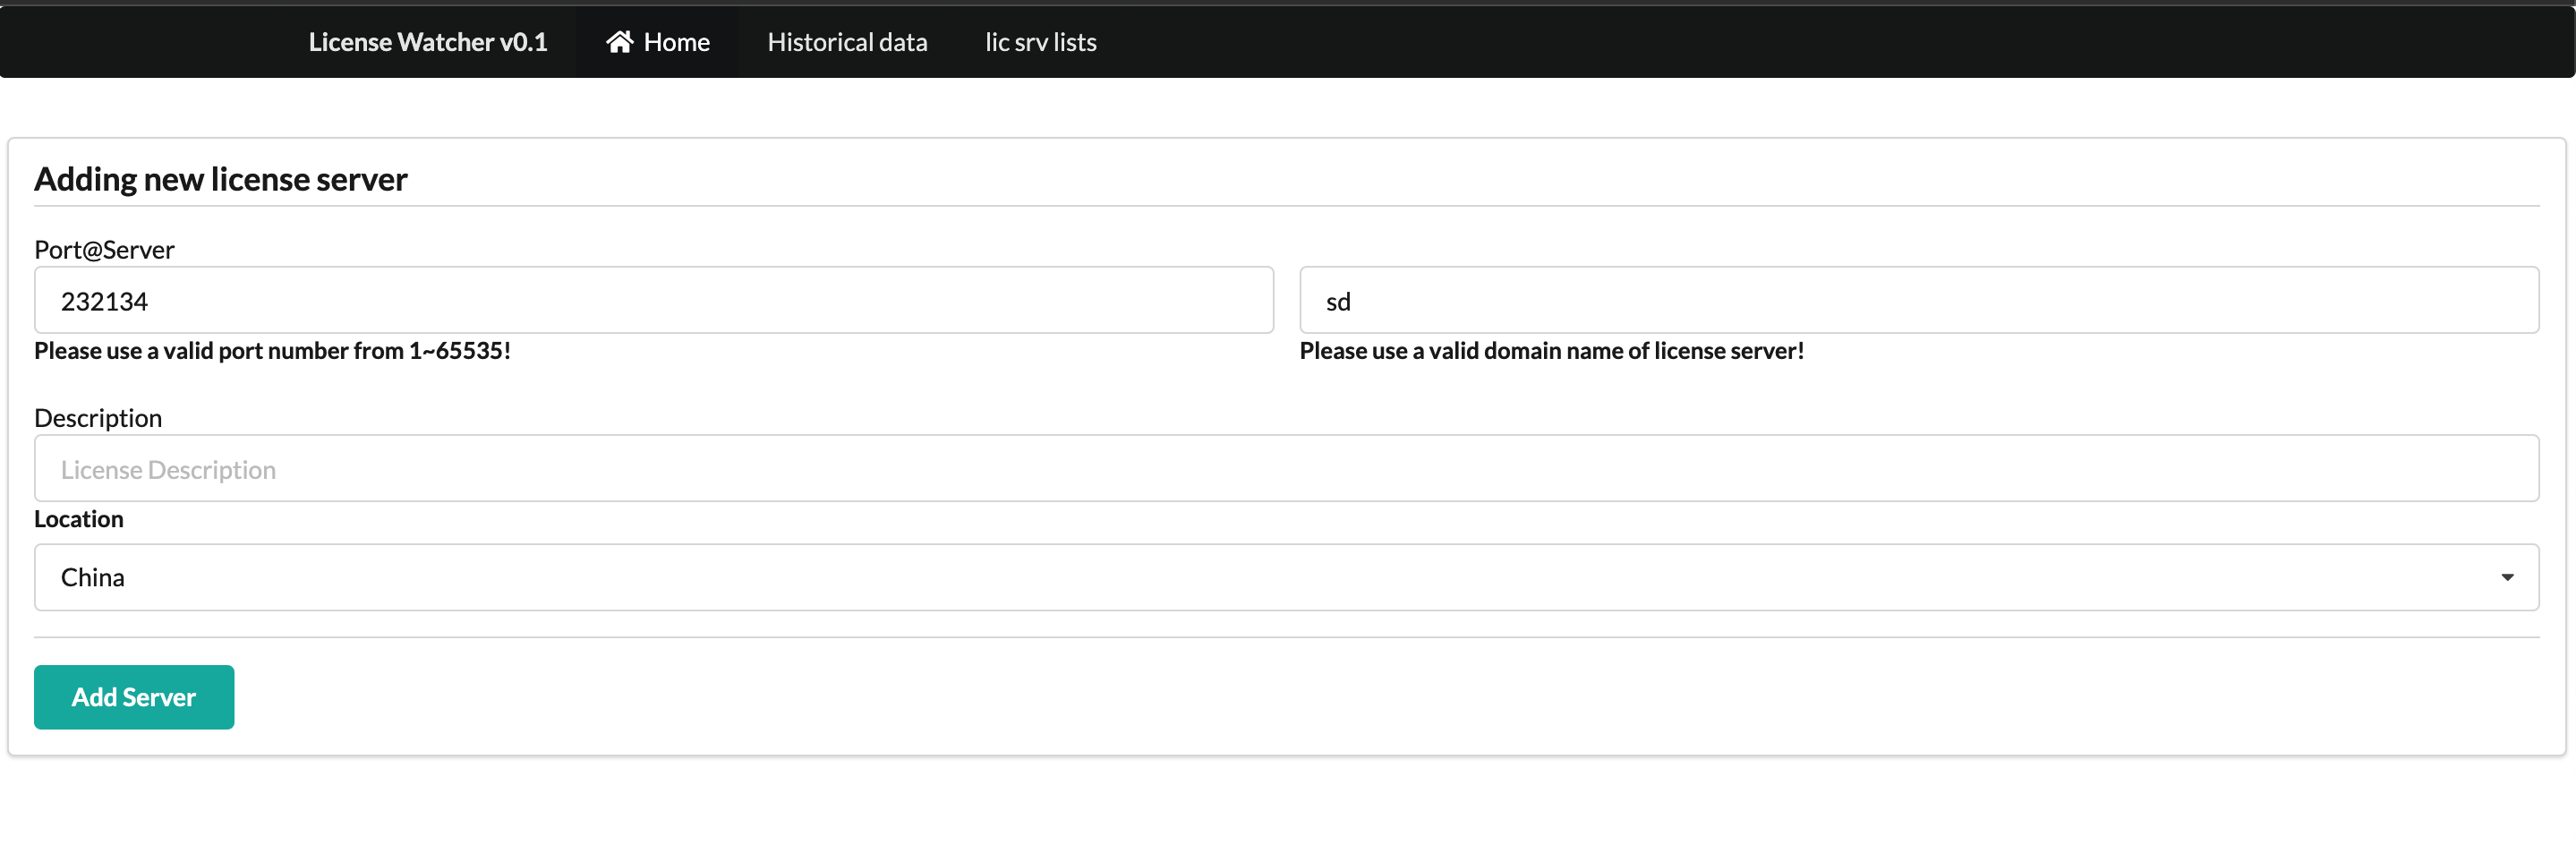 License Watcher v0.1 Home Historical data lic srv lists
Adding new license server
Port@Server
232134 sd
Please use a valid port number from 1~65535! Please use a valid domain name of license server!
Description
License Description
Location
China
Add Server